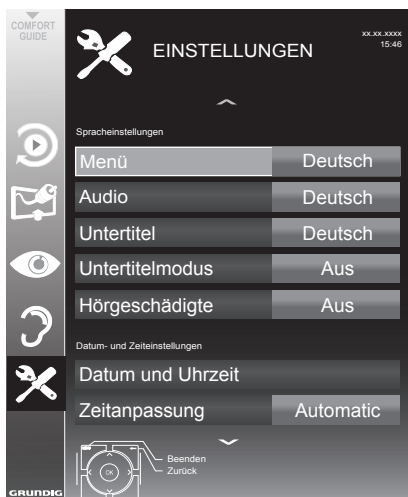 COMFORT
GUIDE
EINSTELLUNGEN
xx.xx.xxxx
15:46
Spracheinstellungen
Menü Deutsch
Audio Deutsch
Untertitel Deutsch
Untertitelmodus Aus
Hörgeschädigte Aus
Datum- und Zeiteinstellungen
Datum und Uhrzeit
Zeitanpassung Automatic
Beenden
Zurück
OK
GRUNDIG